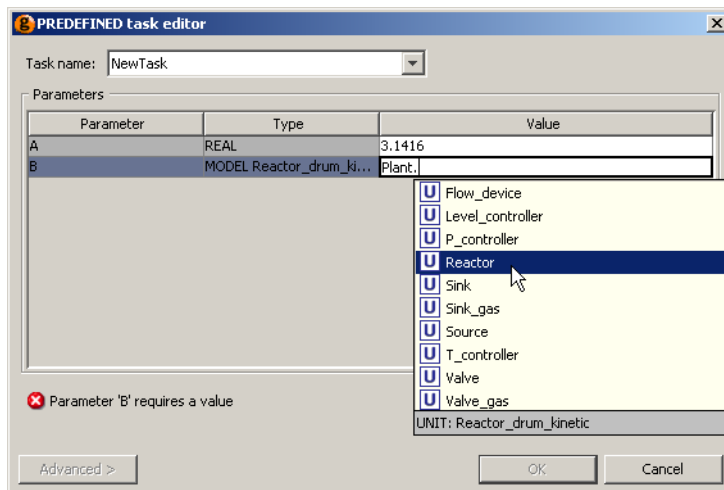 PREDEFINED task editor
Task name: NewTask
Parameters
Parameter Type Value
A REAL 3.1416
B MODEL Reactor_drum_ki... Plant.
U Flow_device
U Level_controller
U P_controller
U Reactor
U Sink
U Sink_gas
U Source
U T_controller
U Valve
U Valve_gas
UNIT: Reactor_drum_kinetic
Parameter 'B' requires a value
Advanced > OK Cancel